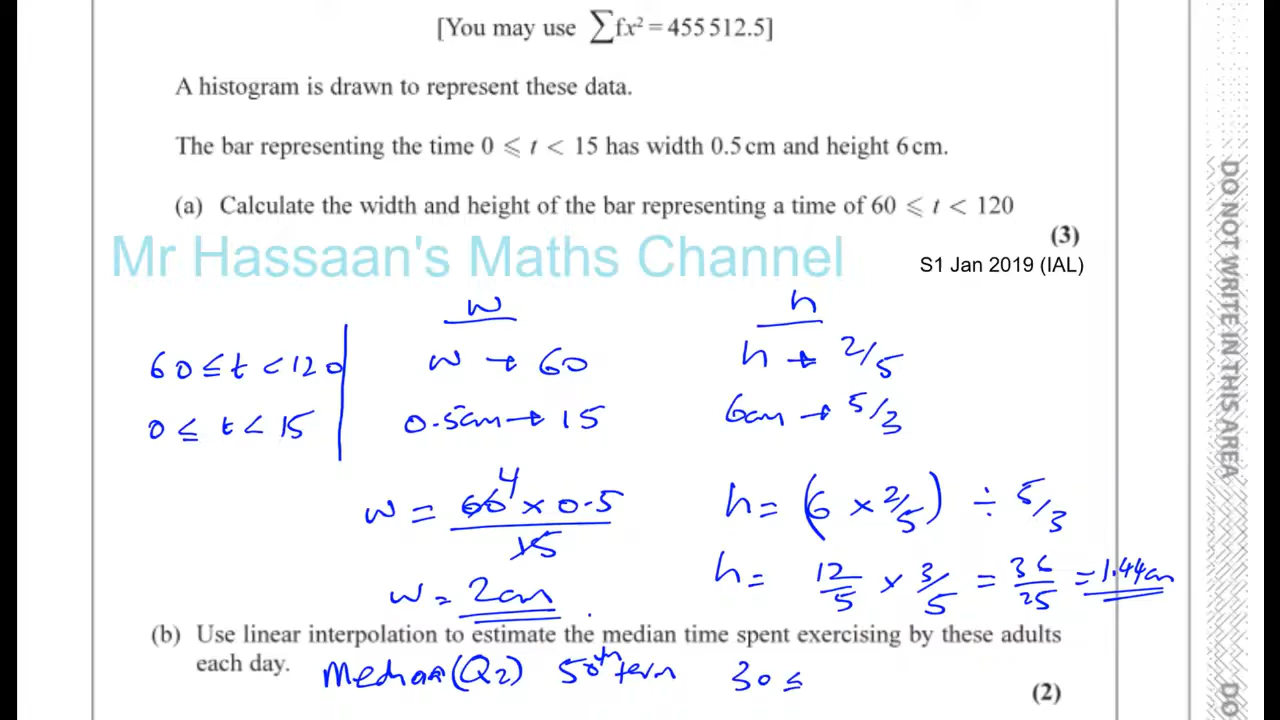 [You may use ∑fx² = 455 512.5]
A histogram is drawn to represent these data.
The bar representing the time 0 ⩽ t < 15 has width 0.5 cm and height 6 cm.
(a) Calculate the width and height of the bar representing a time of 60 ⩽ t < 120
(3)
Mr Hassaan's Maths Channel
S1 Jan 2019 (IAL)
w h
60 ≤ t < 120 w → 60 h → 2/5
0 ≤ t < 15 0.5cm → 15 6cm → 5/3
w = 60 4 × 0.5 / 15 h = (6 × 2/5) ÷ 5/3
w = 2cm h = 12/5 × 3/5 = 36/25 = 1.44cm
(b) Use linear interpolation to estimate the median time spent exercising by these adults
each day.
Median (Q2) 50th term 30 ≤
(2)
DO NOT WRITE IN THIS AREA
DO